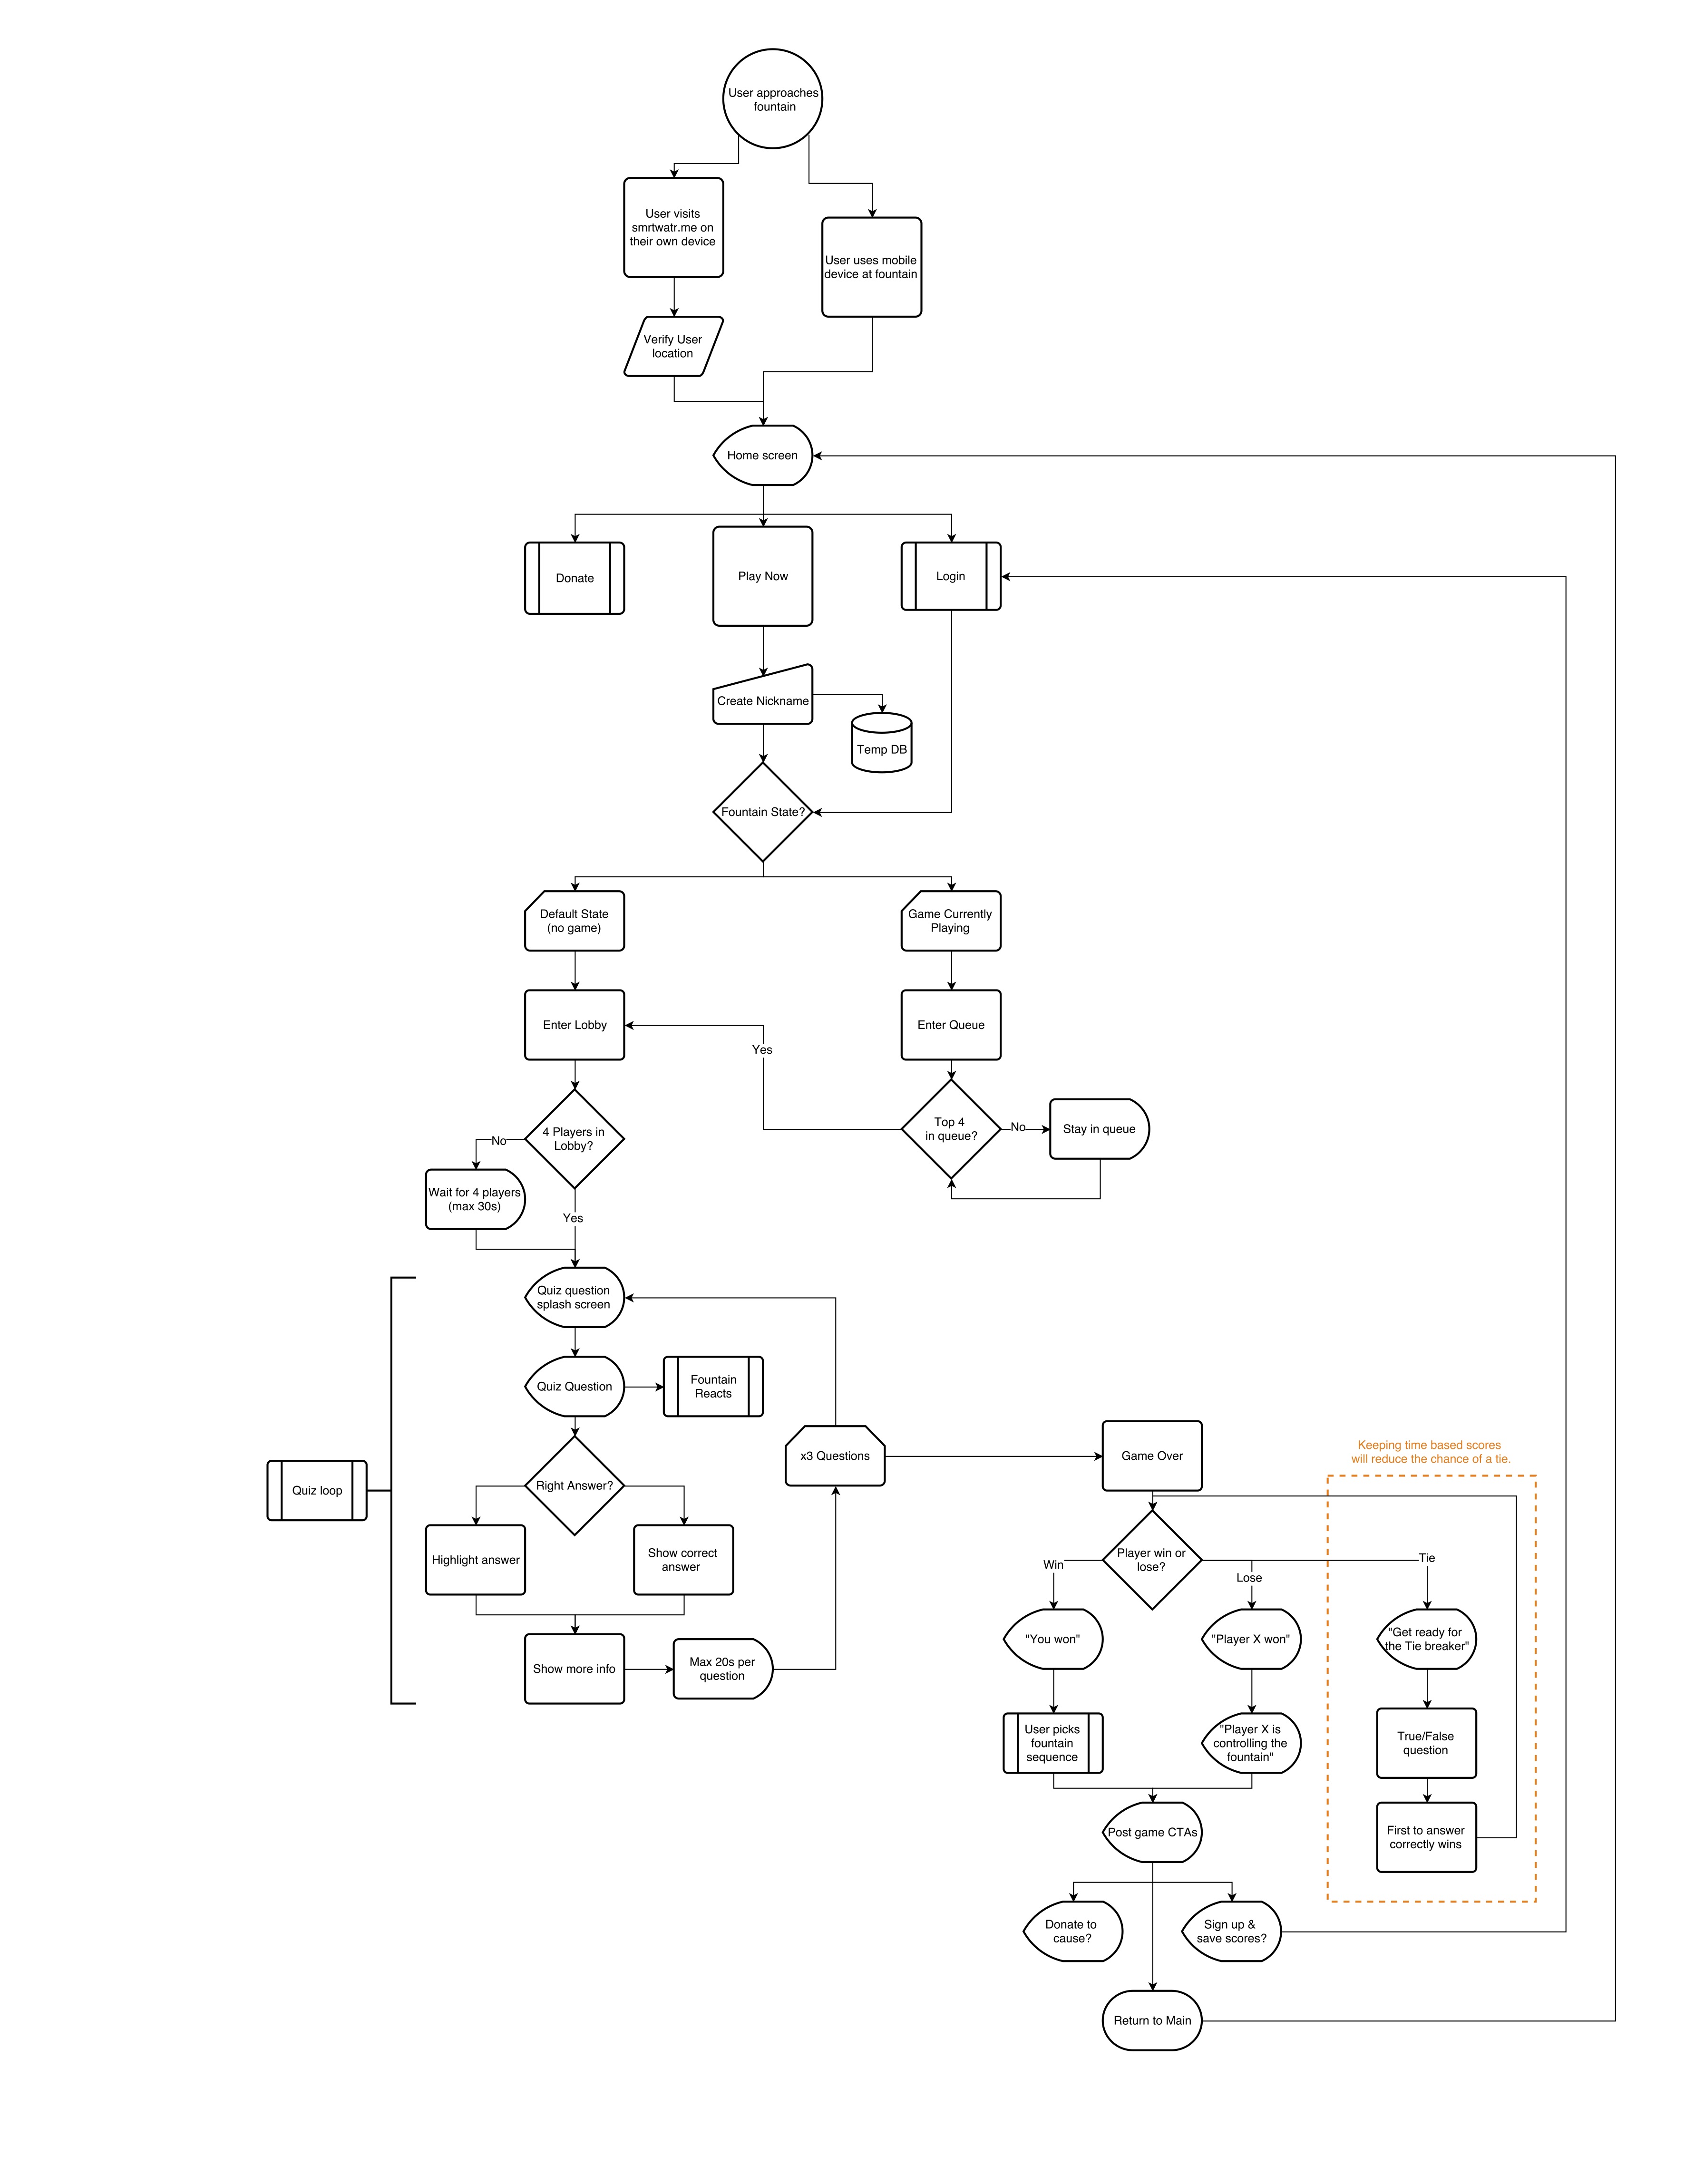 User approaches
fountain
User visits
smrtwatr.me on
their own device
User uses mobile
device at fountain
Verify User
location
Home screen
Donate
Play Now
Login
Create Nickname
Temp DB
Fountain State?
Default State
(no game)
Game Currently
Playing
Enter Lobby
Enter Queue
Yes
4 Players in
Lobby?
Top 4
in queue?
No
Stay in queue
No
Wait for 4 players
(max 30s)
Yes
Quiz question
splash screen
Quiz Question
Fountain
Reacts
Quiz loop
Right Answer?
x3 Questions
Game Over
Keeping time based scores
will reduce the chance of a tie.
Highlight answer
Show correct
answer
Player win or
lose?
Win
Lose
Tie
Show more info
Max 20s per
question
"You won"
"Player X won"
"Get ready for
the Tie breaker"
User picks
fountain
sequence
"Player X is
controlling the
fountain"
True/False
question
Post game CTAs
First to answer
correctly wins
Donate to
cause?
Sign up &
save scores?
Return to Main